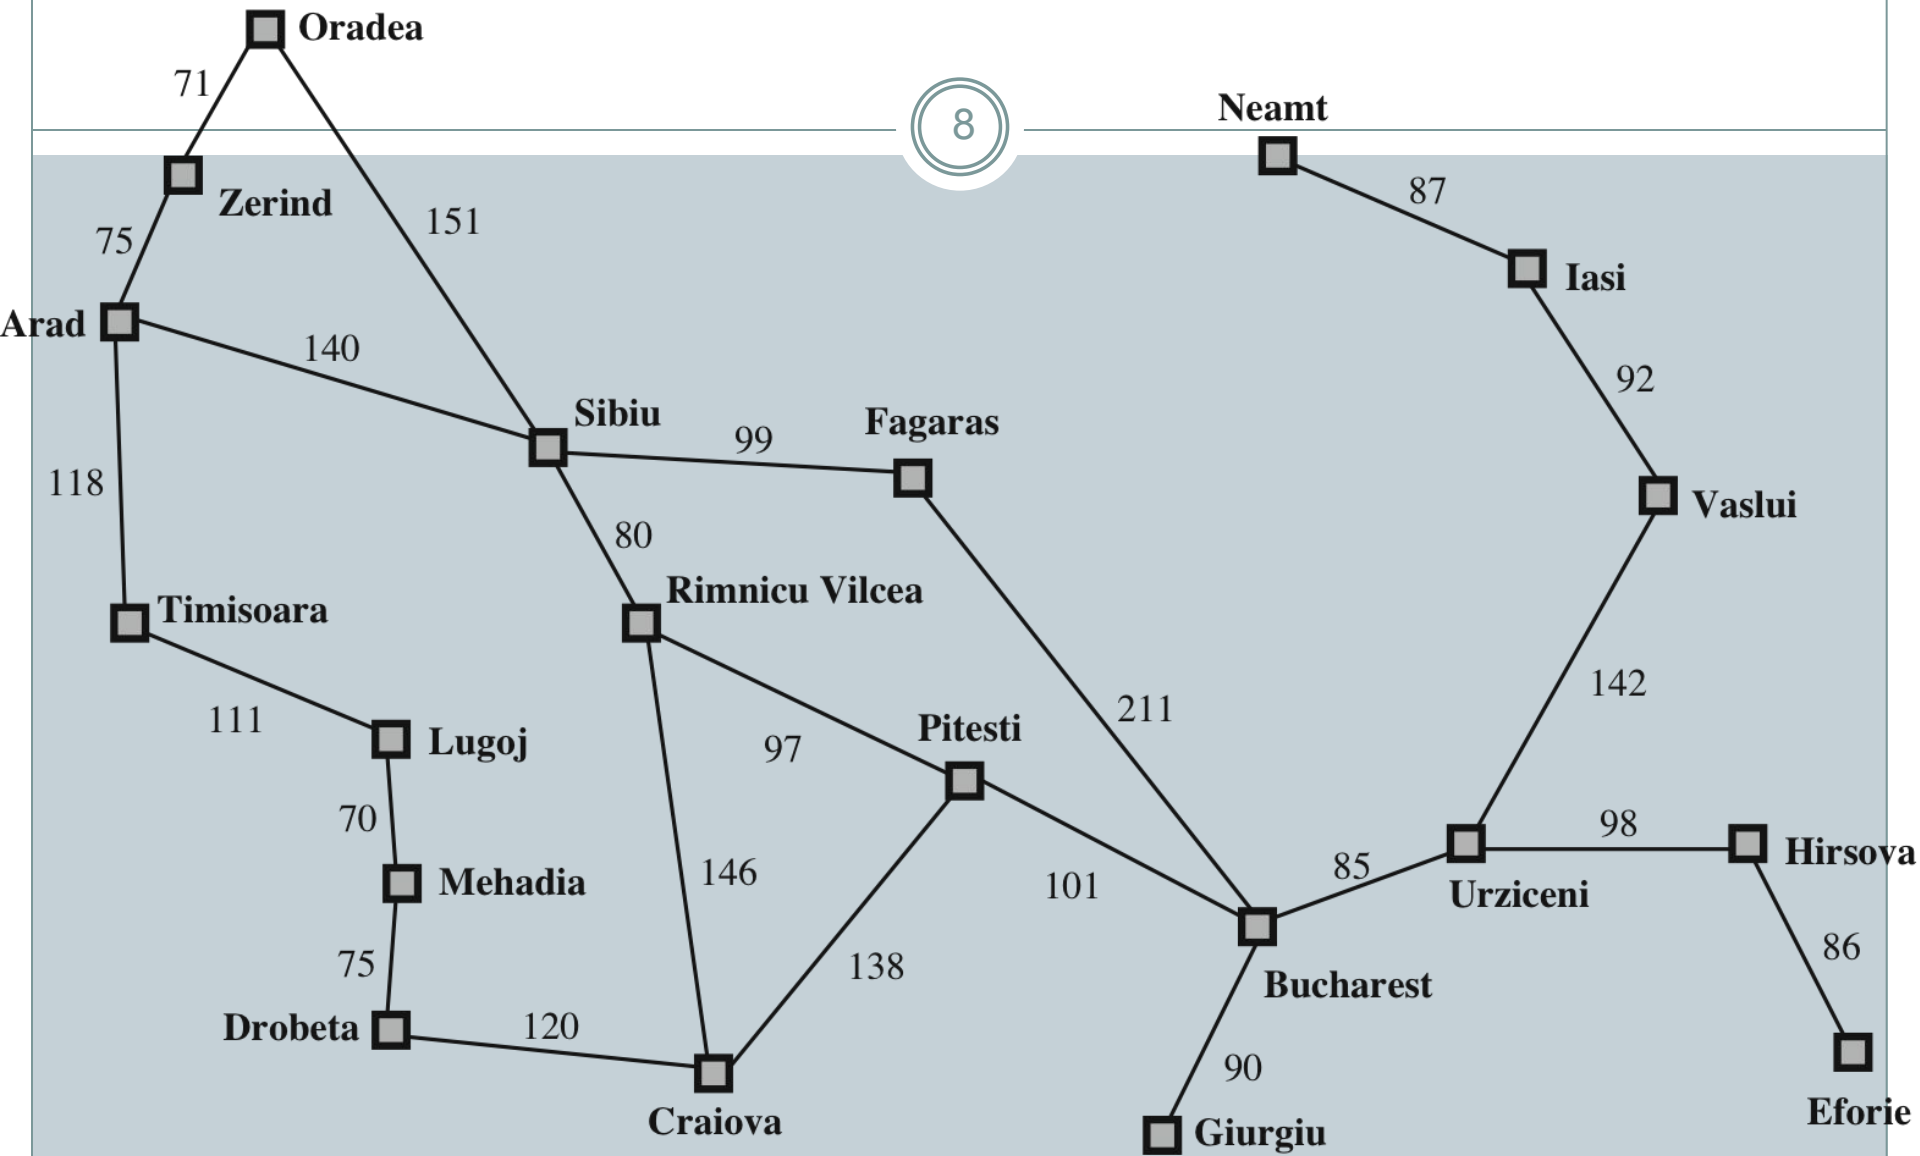 Oradea
71
8
Neamt
87
Zerind
151
75
Iasi
Arad
140
92
Sibiu
Fagaras
99
118
Vaslui
80
Rimnicu Vilcea
Timisoara
142
211
111
Pitesti
Lugoj
97
70
98
Hirsova
85
146
Mehadia
101
Urziceni
86
75
138
Bucharest
Drobeta
120
90
Eforie
Craiova
Giurgiu